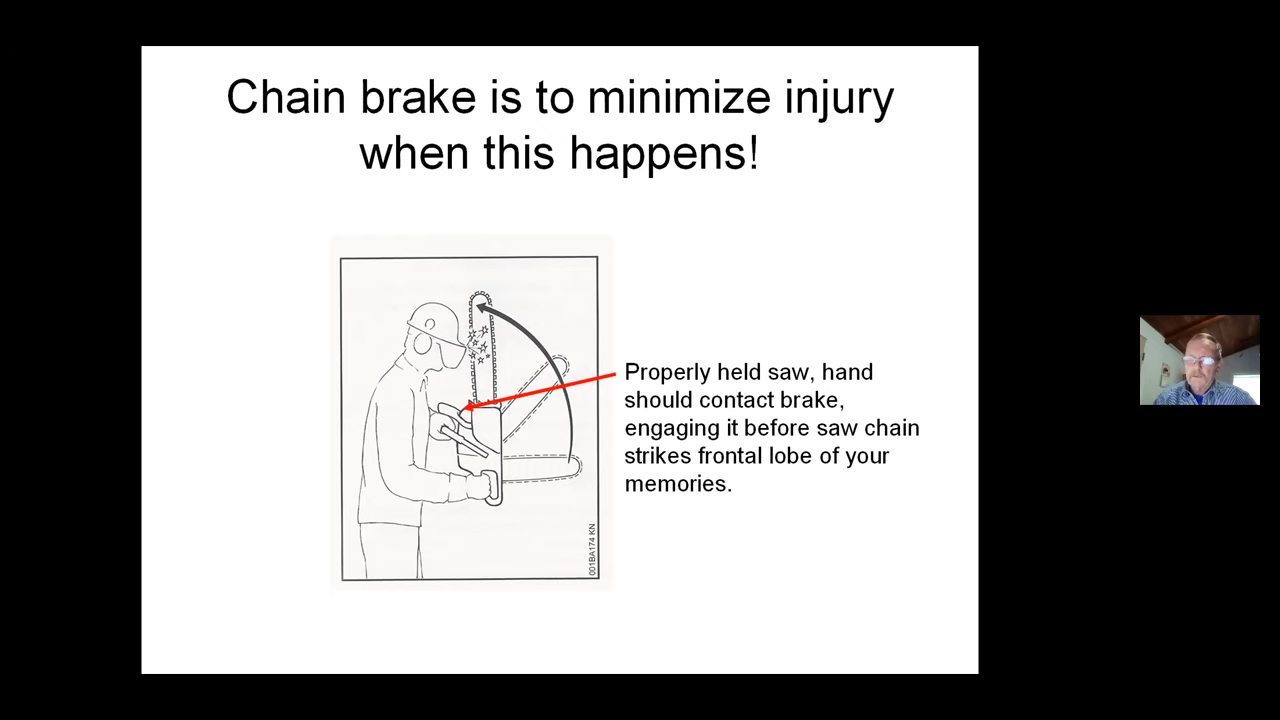 Chain brake is to minimize injury
when this happens!
Properly held saw, hand
should contact brake,
engaging it before saw chain
strikes frontal lobe of your
memories.
001BA174 KN